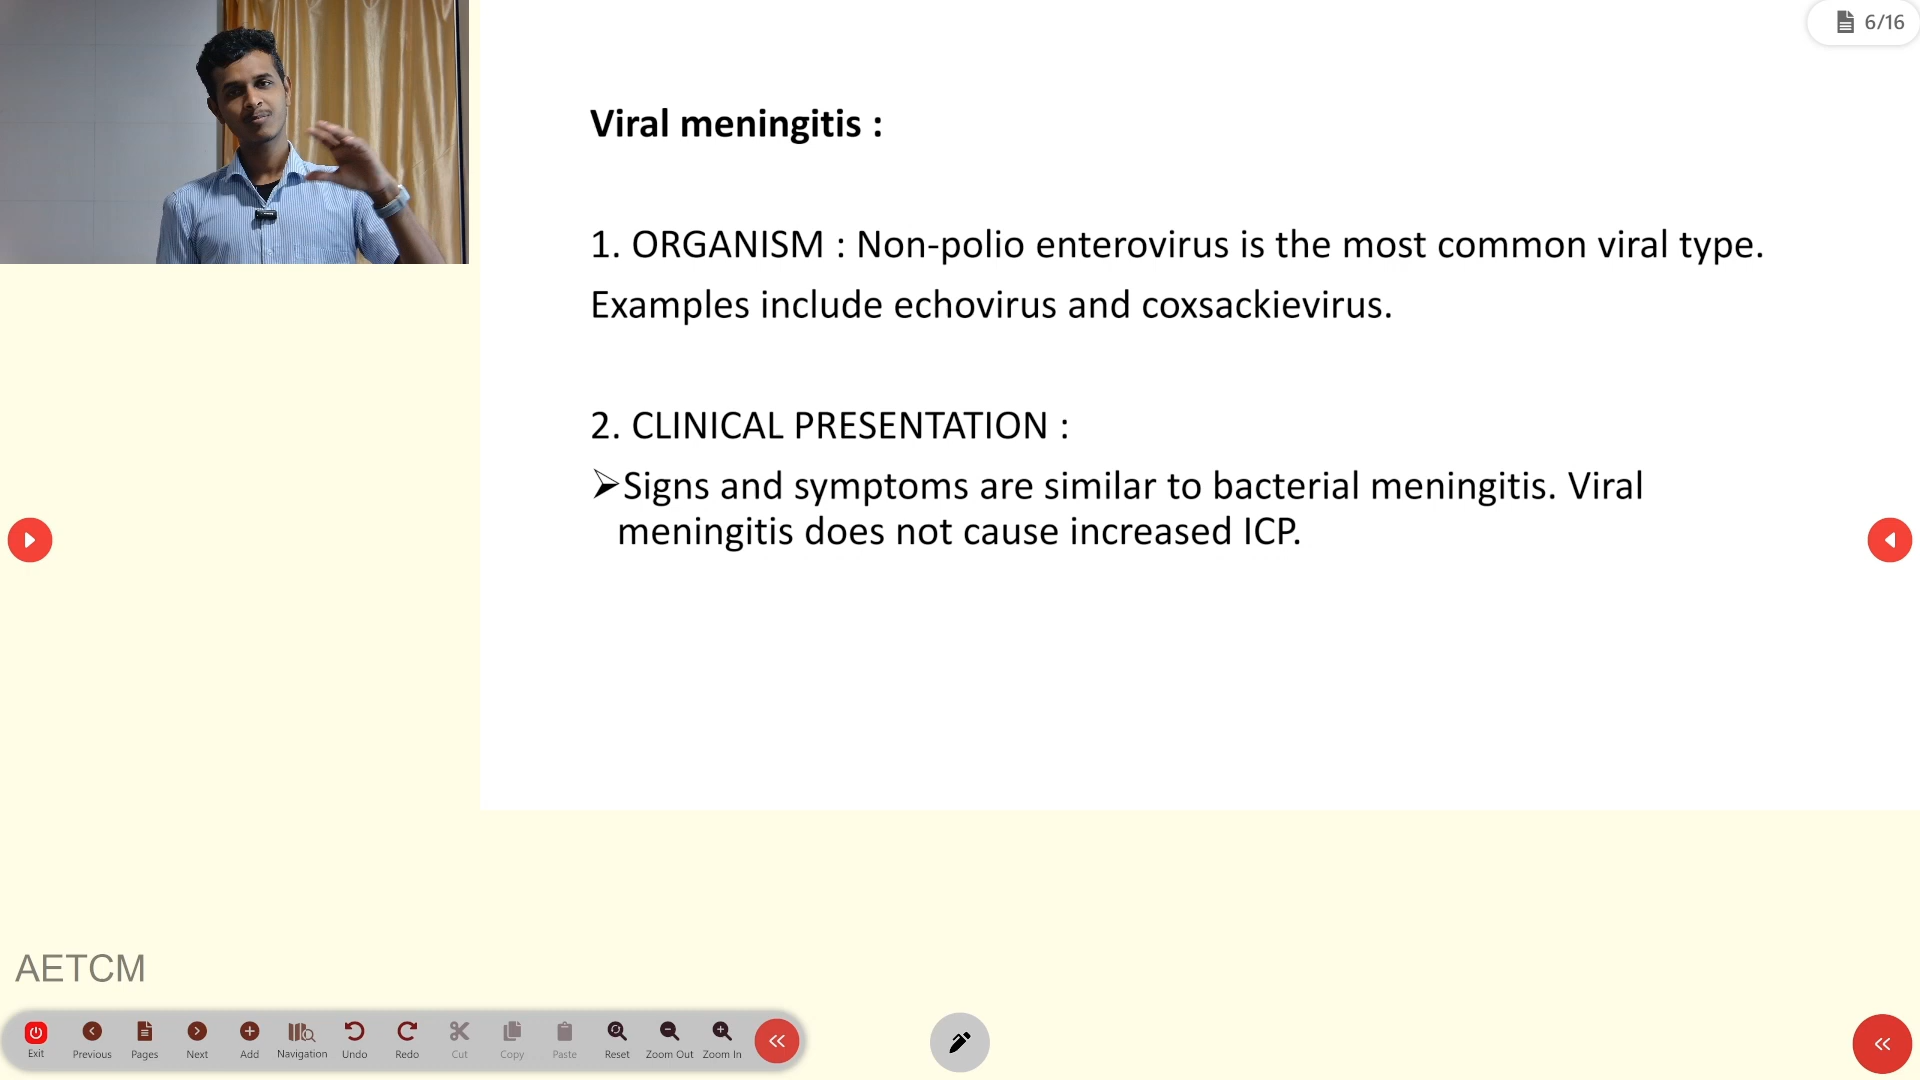 6/16
Viral meningitis :
1. ORGANISM : Non-polio enterovirus is the most common viral type.
Examples include echovirus and coxsackievirus.
2. CLINICAL PRESENTATION :
➢Signs and symptoms are similar to bacterial meningitis. Viral
meningitis does not cause increased ICP.
AETCM
Exit Previous Pages Next Add Navigation Undo Redo Cut Copy Paste Reset Zoom Out Zoom In